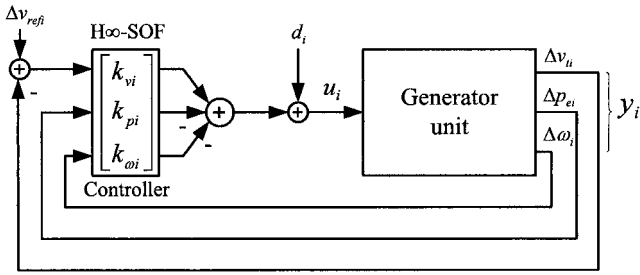 Δv_refi
H∞-SOF
k_vi
k_pi
k_ωi
Controller
d_i
u_i
Generator
unit
Δv_ti
Δp_ei
Δω_i
y_i
+
-
+
-
-
+